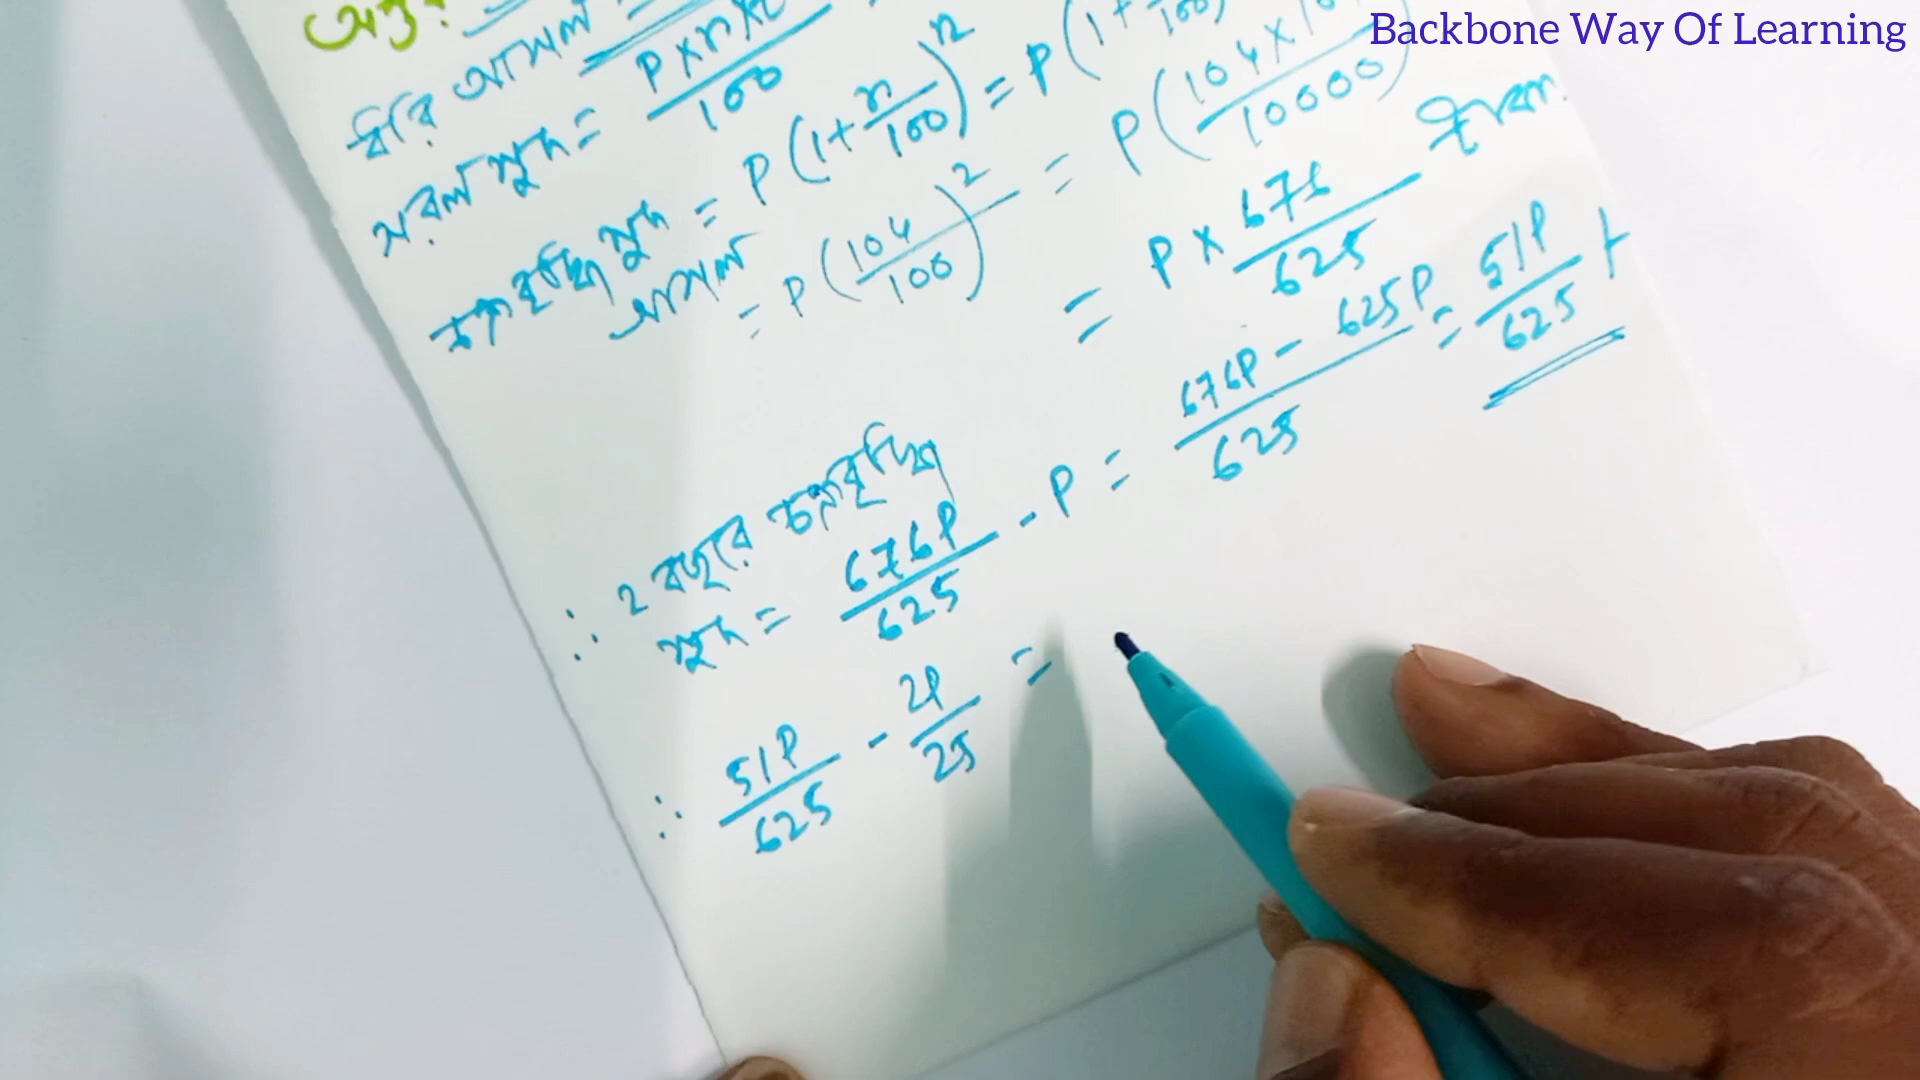 Backbone Way Of Learning
ধরি আসল
সরল সুদ = P×n×2/100
চক্রবৃদ্ধি সুদ আসল = P(1+n/100)^n = P(1+
= P(104/100)^2 = P(104×10/10000)
= P×676/625
∴ 2 বছরে চক্রবৃদ্ধি
সুদ = 676P/625 - P = 676P - 625P/625 = 51P/625
∴ 51P/625 - 2P/25 =